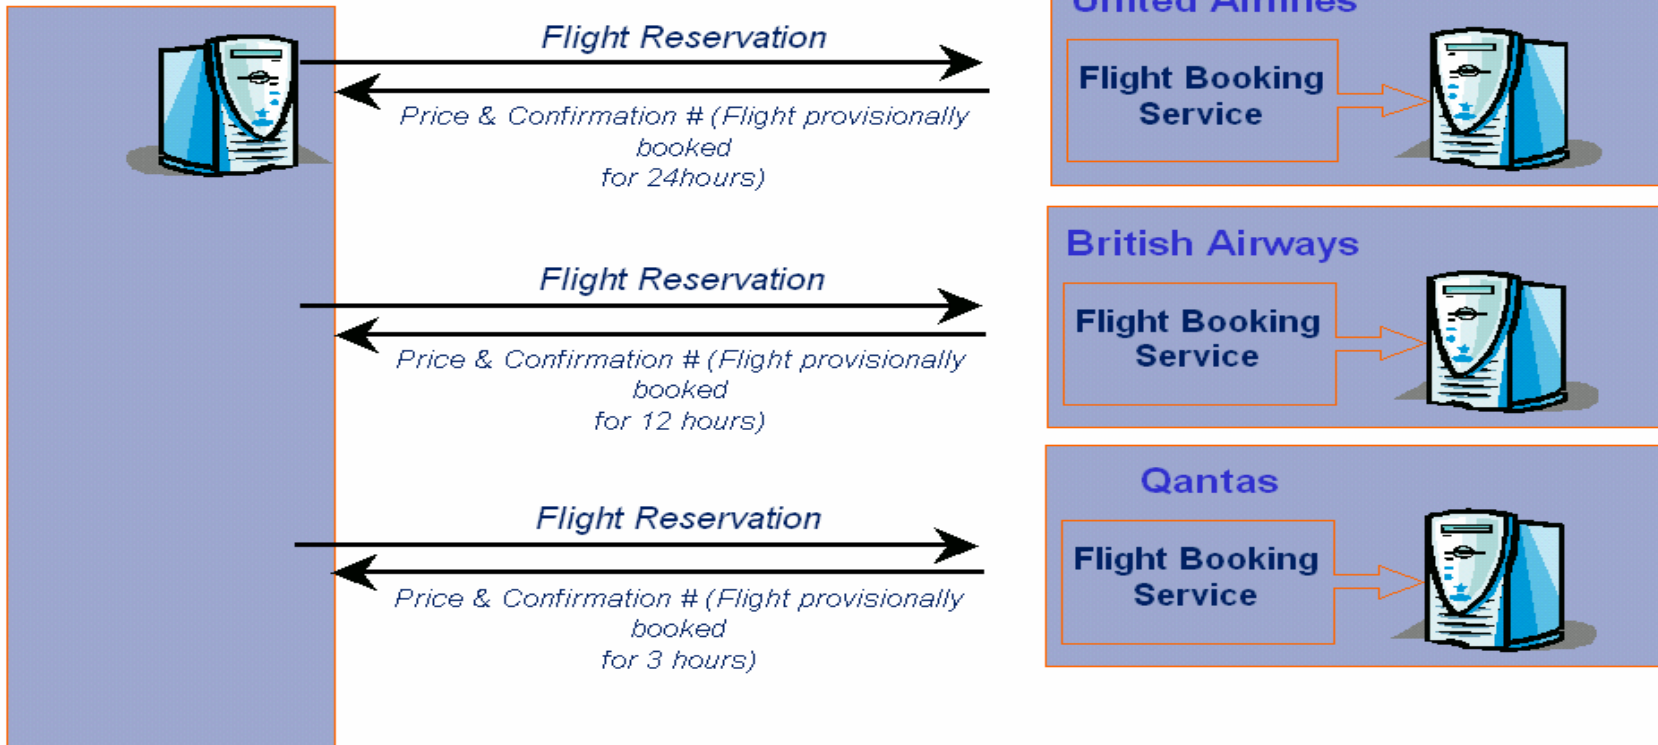 United Airlines
Flight Reservation
Flight Booking
Service
Price & Confirmation # (Flight provisionally
booked
for 24hours)
British Airways
Flight Reservation
Flight Booking
Service
Price & Confirmation # (Flight provisionally
booked
for 12 hours)
Qantas
Flight Reservation
Flight Booking
Service
Price & Confirmation # (Flight provisionally
booked
for 3 hours)